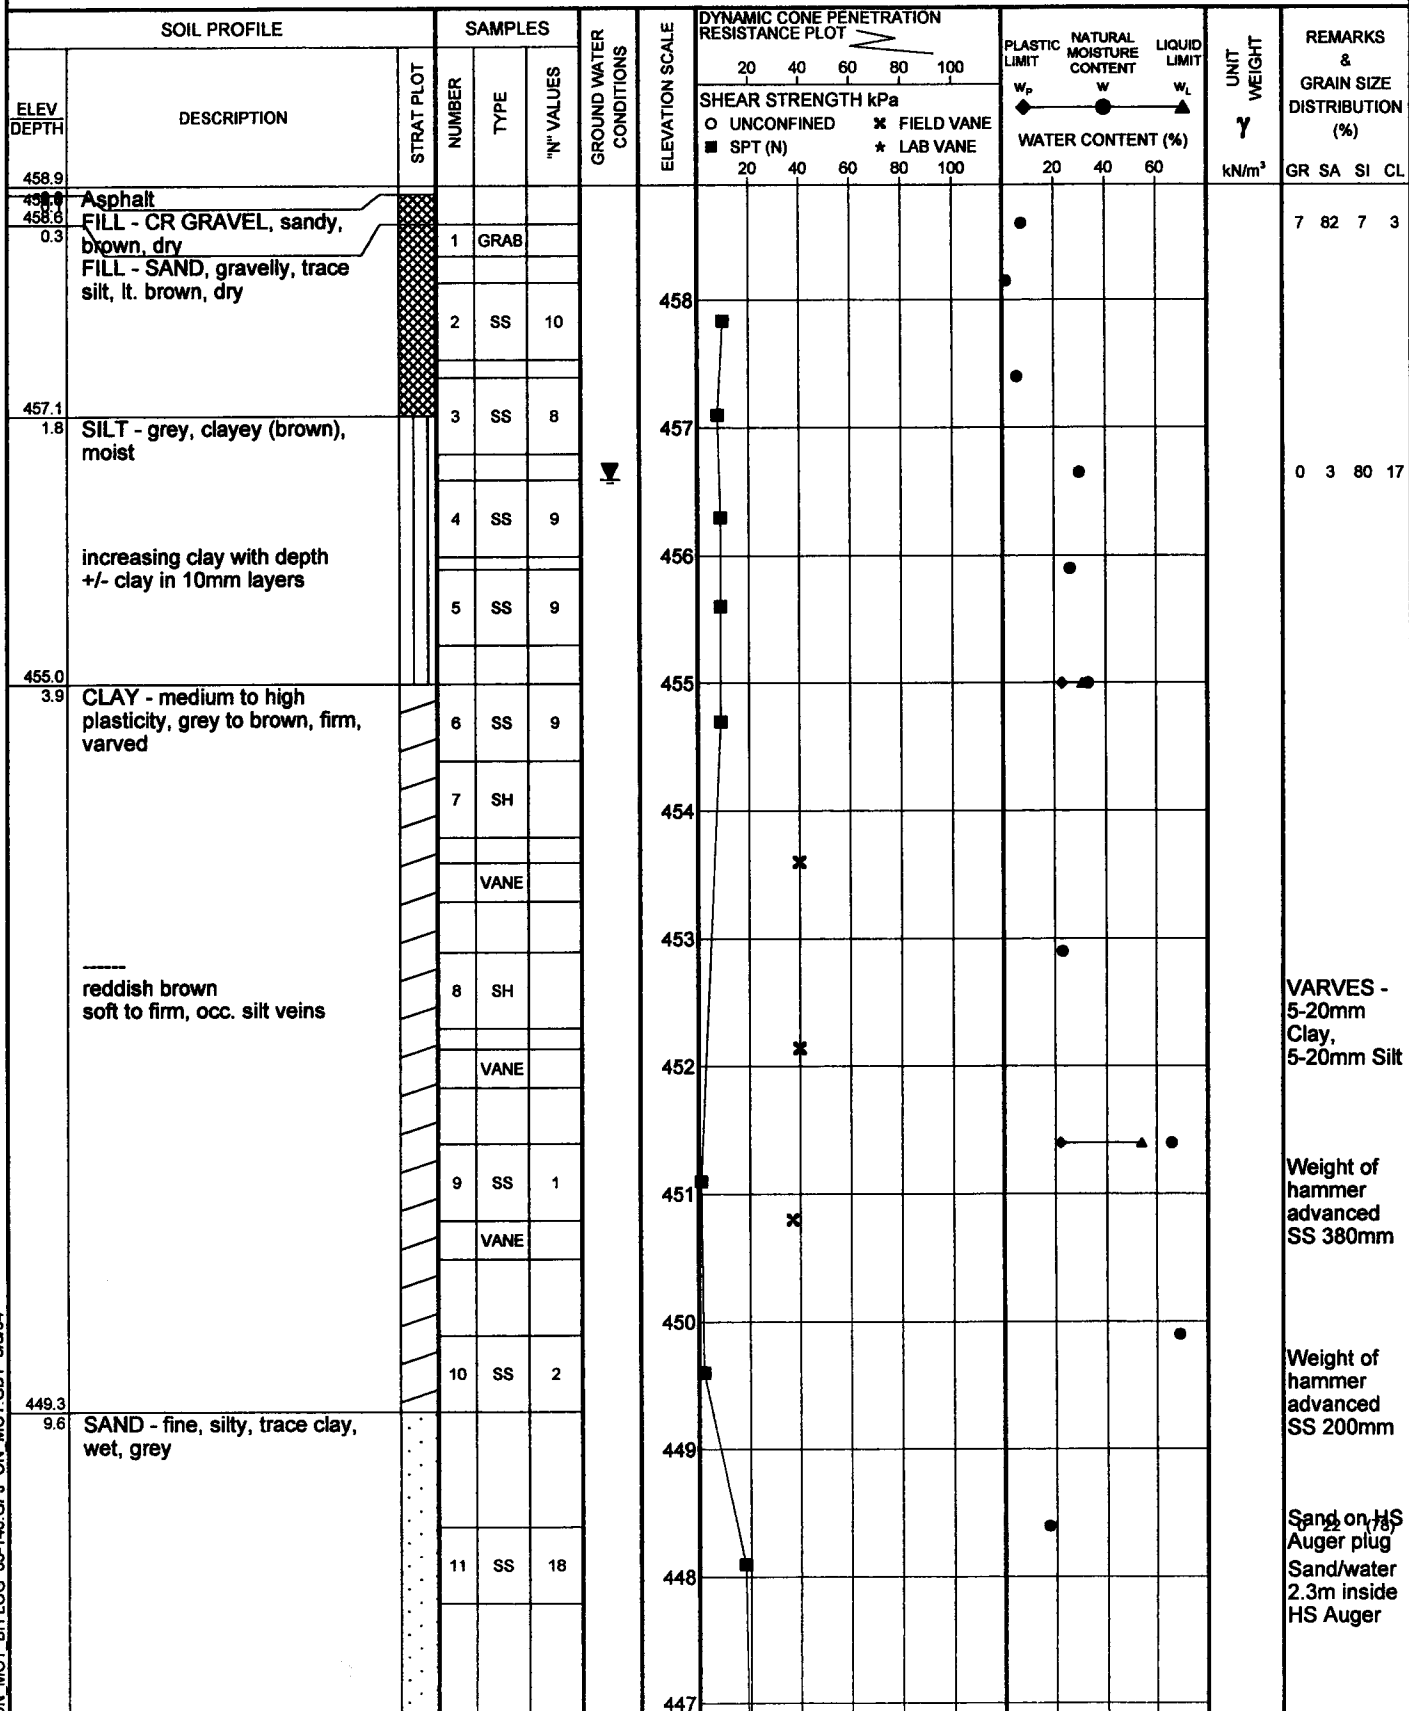 SOIL PROFILE
SAMPLES
GROUND WATER
CONDITIONS
ELEVATION SCALE
DYNAMIC CONE PENETRATION
RESISTANCE PLOT
20 40 60 80 100
SHEAR STRENGTH kPa
O UNCONFINED ✖ FIELD VANE
■ SPT (N) ★ LAB VANE
20 40 60 80 100
PLASTIC
LIMIT
NATURAL
MOISTURE
CONTENT
LIQUID
LIMIT
WP W WL
WATER CONTENT (%)
20 40 60
UNIT
WEIGHT
γ
kN/m³
REMARKS
&
GRAIN SIZE
DISTRIBUTION
(%)
GR SA SI CL
ELEV
DEPTH
DESCRIPTION
STRAT PLOT
NUMBER
TYPE
"N" VALUES
458.9
Asphalt
458.6
0.3
FILL - CR GRAVEL, sandy,
brown, dry
FILL - SAND, gravelly, trace
silt, lt. brown, dry
1 GRAB
7 82 7 3
458
2 SS 10
457.1
1.8
3 SS 8
SILT - grey, clayey (brown),
moist
457
0 3 80 17
4 SS 9
increasing clay with depth
+/- clay in 10mm layers
456
5 SS 9
455.0
3.9
455
CLAY - medium to high
plasticity, grey to brown, firm,
varved
6 SS 9
7 SH
454
VANE
453
------
reddish brown
soft to firm, occ. silt veins
8 SH
VARVES -
5-20mm
Clay,
5-20mm Silt
VANE
452
9 SS 1
451
Weight of
hammer
advanced
SS 380mm
VANE
450
10 SS 2
Weight of
hammer
advanced
SS 200mm
449.3
9.6
SAND - fine, silty, trace clay,
wet, grey
449
Sand on HS
0 22 (78)
Auger plug
Sand/water
2.3m inside
HS Auger
11 SS 18
448
447